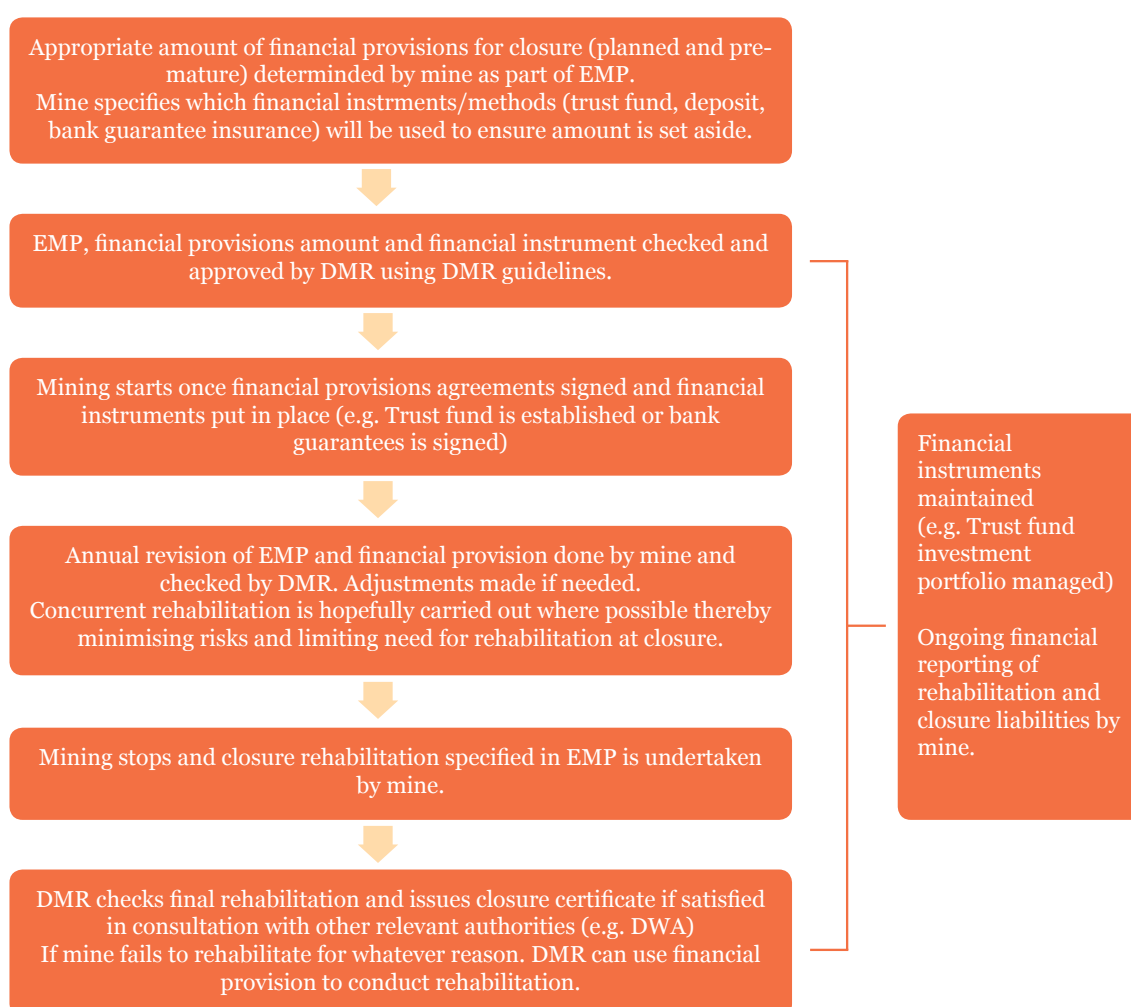 Appropriate amount of financial provisions for closure (planned and pre-
mature) determinded by mine as part of EMP.
Mine specifies which financial instrments/methods (trust fund, deposit,
bank guarantee insurance) will be used to ensure amount is set aside.
EMP, financial provisions amount and financial instrument checked and
approved by DMR using DMR guidelines.
Mining starts once financial provisions agreements signed and financial
instruments put in place (e.g. Trust fund is established or bank
guarantees is signed)
Annual revision of EMP and financial provision done by mine and
checked by DMR. Adjustments made if needed.
Concurrent rehabilitation is hopefully carried out where possible thereby
minimising risks and limiting need for rehabilitation at closure.
Mining stops and closure rehabilitation specified in EMP is undertaken
by mine.
DMR checks final rehabilitation and issues closure certificate if satisfied
in consultation with other relevant authorities (e.g. DWA)
If mine fails to rehabilitate for whatever reason. DMR can use financial
provision to conduct rehabilitation.
Financial
instruments
maintained
(e.g. Trust fund
investment
portfolio managed)
Ongoing financial
reporting of
rehabilitation and
closure liabilities by
mine.